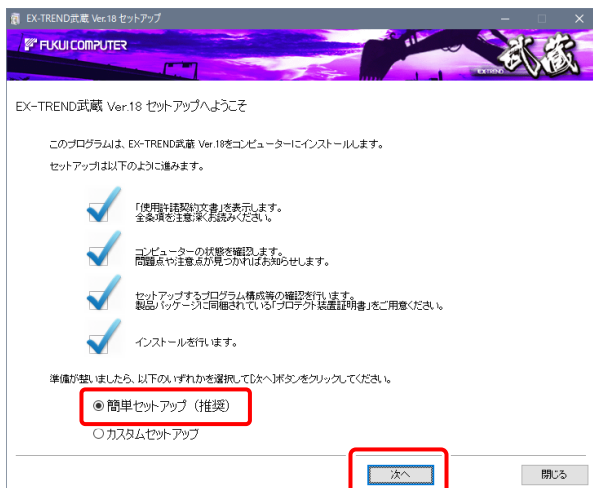 EX-TREND武蔵 Ver.18 セットアップ
FUKUI COMPUTER
EX-TREND
武蔵
EX-TREND武蔵 Ver.18 セットアップへようこそ
このプログラムは、EX-TREND武蔵 Ver.18をコンピューターにインストールします。
セットアップは以下のように進みます。
「使用許諾契約文書」を表示します。
全条項を注意深くお読みください。
コンピューターの状態を確認します。
問題点や注意点が見つかればお知らせします。
セットアップするプログラム構成等の確認を行います。
製品パッケージに同梱されている「プロテクト装置証明書」をご用意ください。
インストールを行います。
準備が整いましたら、以下のいずれかを選択して[次へ]ボタンをクリックしてください。
簡単セットアップ（推奨）
カスタムセットアップ
次へ
閉じる